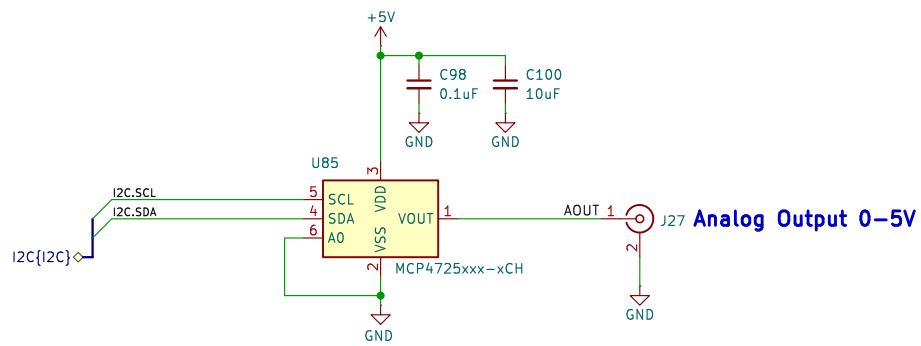 +5V
C98
0.1uF
C100
10uF
GND
GND
U85
3
VDD
I2C.SCL
5
SCL
I2C.SDA
4
SDA
6
A0
VOUT
1
VSS
2
MCP4725xxx-xCH
I2C{I2C}
AOUT
1
J27
Analog Output 0-5V
2
GND
GND